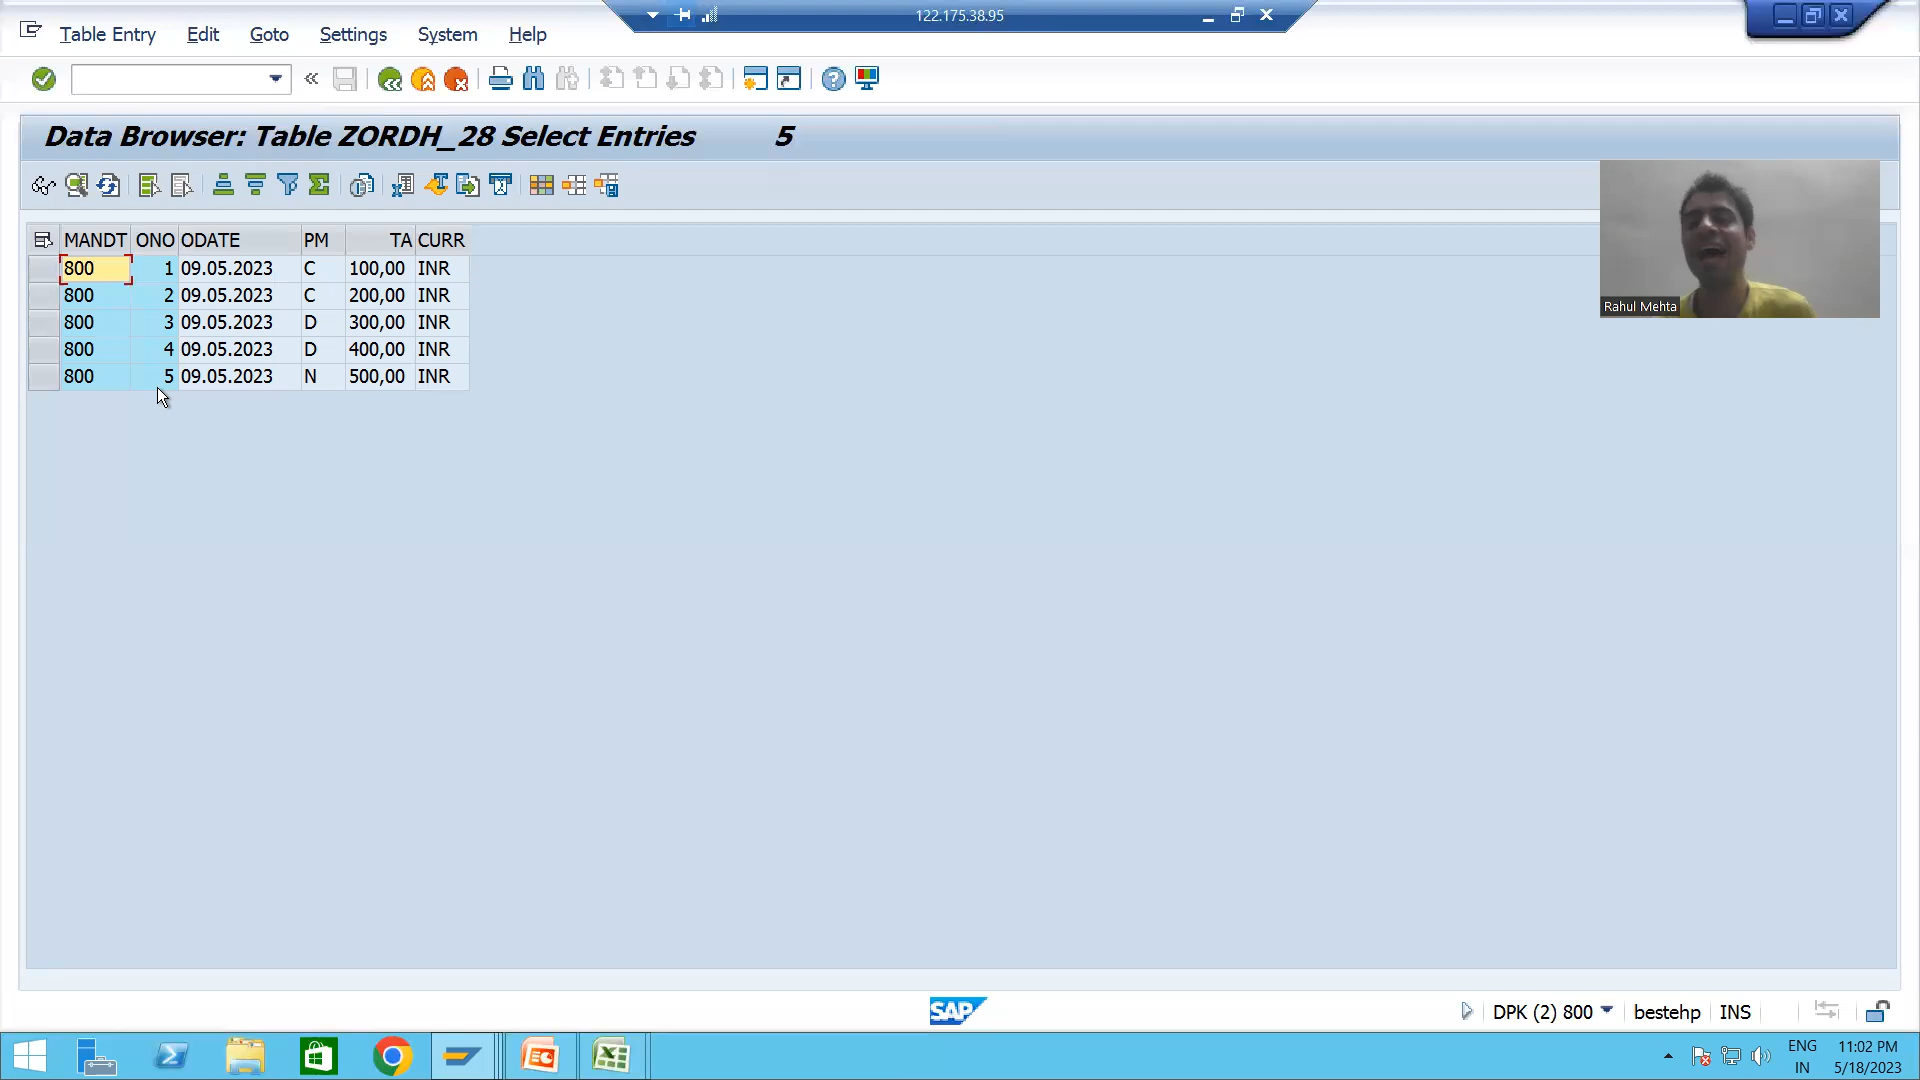 122.175.38.95
Table Entry Edit Goto Settings System Help
Data Browser: Table ZORDH_28 Select Entries 5
MANDT ONO ODATE PM TA CURR
800 1 09.05.2023 C 100,00 INR
800 2 09.05.2023 C 200,00 INR
800 3 09.05.2023 D 300,00 INR
800 4 09.05.2023 D 400,00 INR
800 5 09.05.2023 N 500,00 INR
Rahul Mehta
SAP
DPK (2) 800 bestehp INS
ENG 11:02 PM
IN 5/18/2023